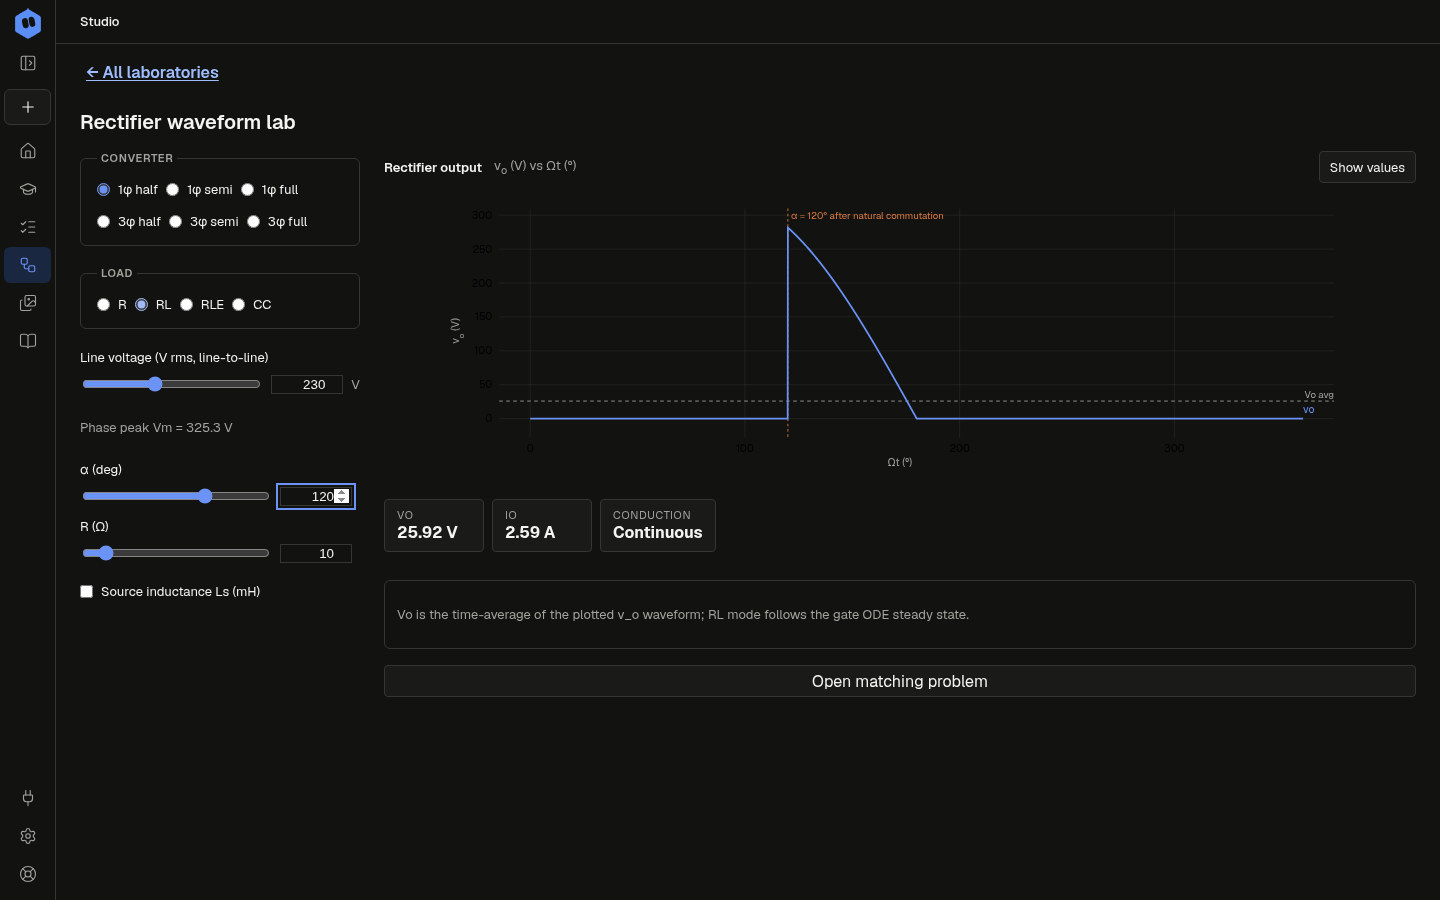 Studio
← All laboratories
Rectifier waveform lab
CONVERTER
1φ half 1φ semi 1φ full
3φ half 3φ semi 3φ full
LOAD
R RL RLE CC
Line voltage (V rms, line-to-line)
230 V
Phase peak Vm = 325.3 V
α (deg)
120
R (Ω)
10
Source inductance Ls (mH)
Rectifier output vo (V) vs Ωt (°)
Show values
α = 120° after natural commutation
300
250
200
150
100
50
0
vo (V)
Vo avg
vo
0 100 200 300
Ωt (°)
VO
25.92 V
IO
2.59 A
CONDUCTION
Continuous
Vo is the time-average of the plotted v_o waveform; RL mode follows the gate ODE steady state.
Open matching problem